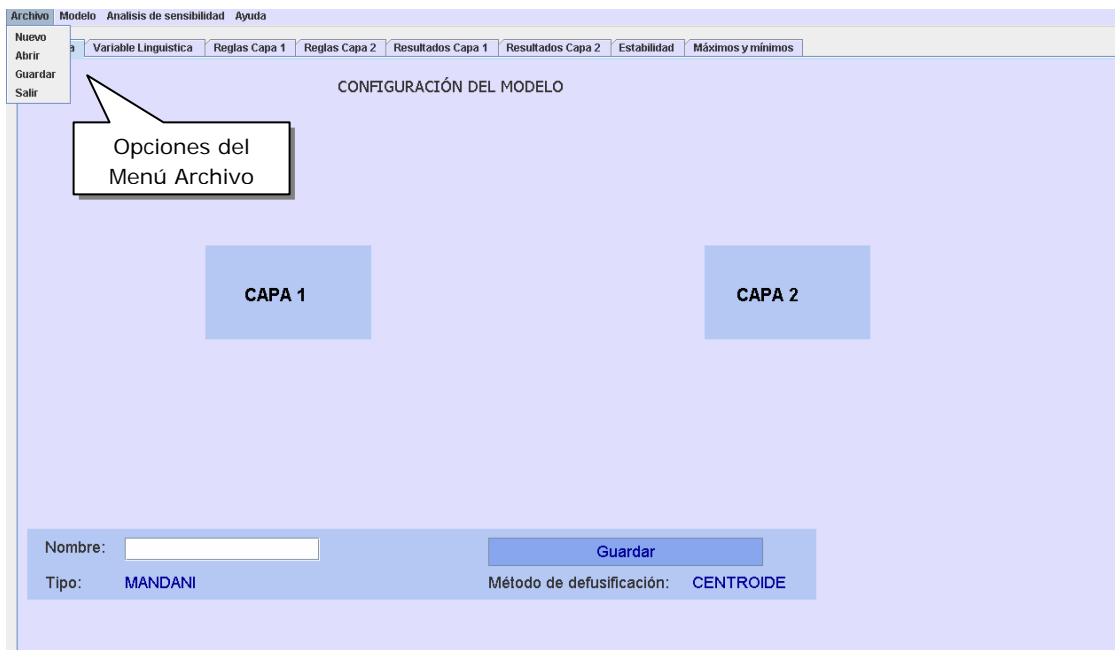 Archivo Modelo Analisis de sensibilidad Ayuda
Nuevo
Abrir
Guardar
Salir
Variable Linguistica Reglas Capa 1 Reglas Capa 2 Resultados Capa 1 Resultados Capa 2 Estabilidad Máximos y mínimos
CONFIGURACIÓN DEL MODELO
Opciones del
Menú Archivo
CAPA 1
CAPA 2
Nombre: Guardar
Tipo: MANDANI Método de defusificación: CENTROIDE